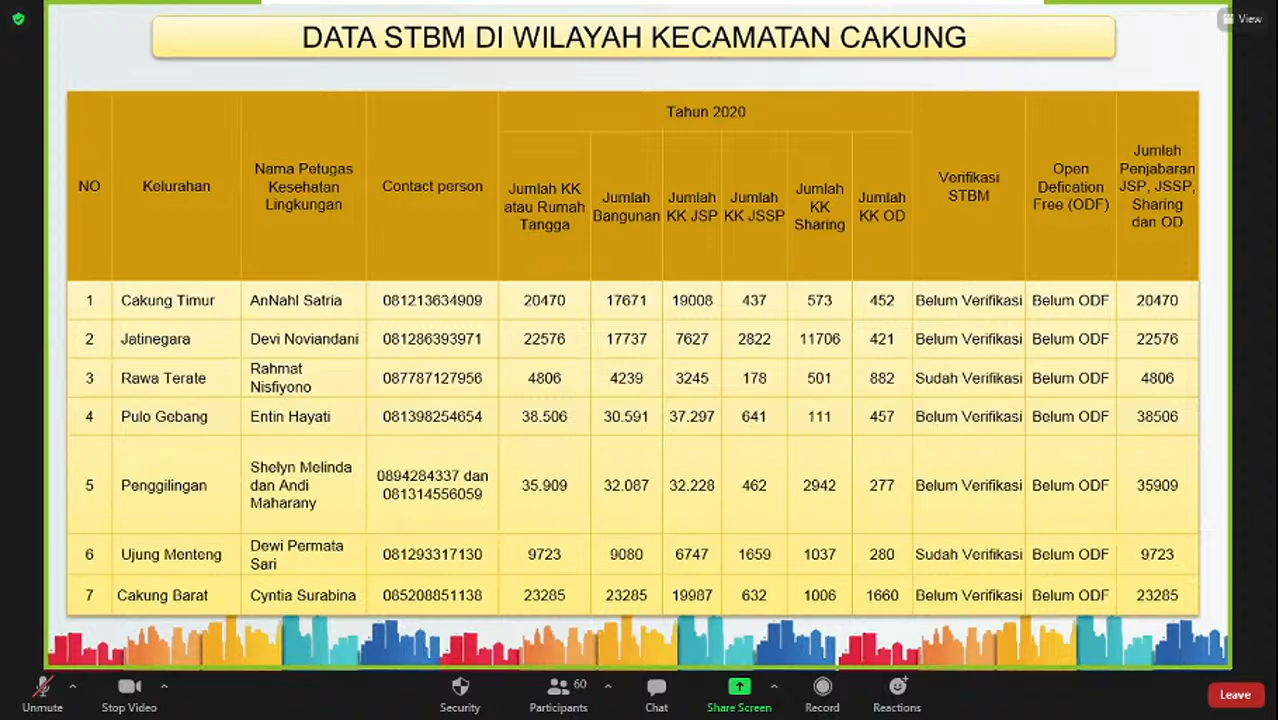 View
DATA STBM DI WILAYAH KECAMATAN CAKUNG
NO
Kelurahan
Nama Petugas
Kesehatan
Lingkungan
Contact person
Tahun 2020
Jumlah KK
atau Rumah
Tangga
Jumlah
Bangunan
Jumlah
KK JSP
Jumlah
KK JSSP
Jumlah
KK
Sharing
Jumlah
KK OD
Verifikasi
STBM
Open
Defication
Free (ODF)
Jumlah
Penjabaran
JSP, JSSP,
Sharing
dan OD
1 Cakung Timur AnNahl Satria 081213634909 20470 17671 19008 437 573 452 Belum Verifikasi Belum ODF 20470
2 Jatinegara Devi Noviandani 081286393971 22576 17737 7627 2822 11706 421 Belum Verifikasi Belum ODF 22576
3 Rawa Terate Rahmat
Nisfiyono 087787127956 4806 4239 3245 178 501 882 Sudah Verifikasi Belum ODF 4806
4 Pulo Gebang Entin Hayati 081398254654 38.506 30.591 37.297 641 111 457 Belum Verifikasi Belum ODF 38506
5 Penggilingan Shelyn Melinda
dan Andi
Maharany 0894284337 dan
081314556059 35.909 32.087 32.228 462 2942 277 Belum Verifikasi Belum ODF 35909
6 Ujung Menteng Dewi Permata
Sari 081293317130 9723 9080 6747 1659 1037 280 Sudah Verifikasi Belum ODF 9723
7 Cakung Barat Cyntia Surabina 085208851138 23285 23285 19987 632 1006 1660 Belum Verifikasi Belum ODF 23285
Unmute
Stop Video
Security
60
Participants
Chat
Share Screen
Record
Reactions
Leave